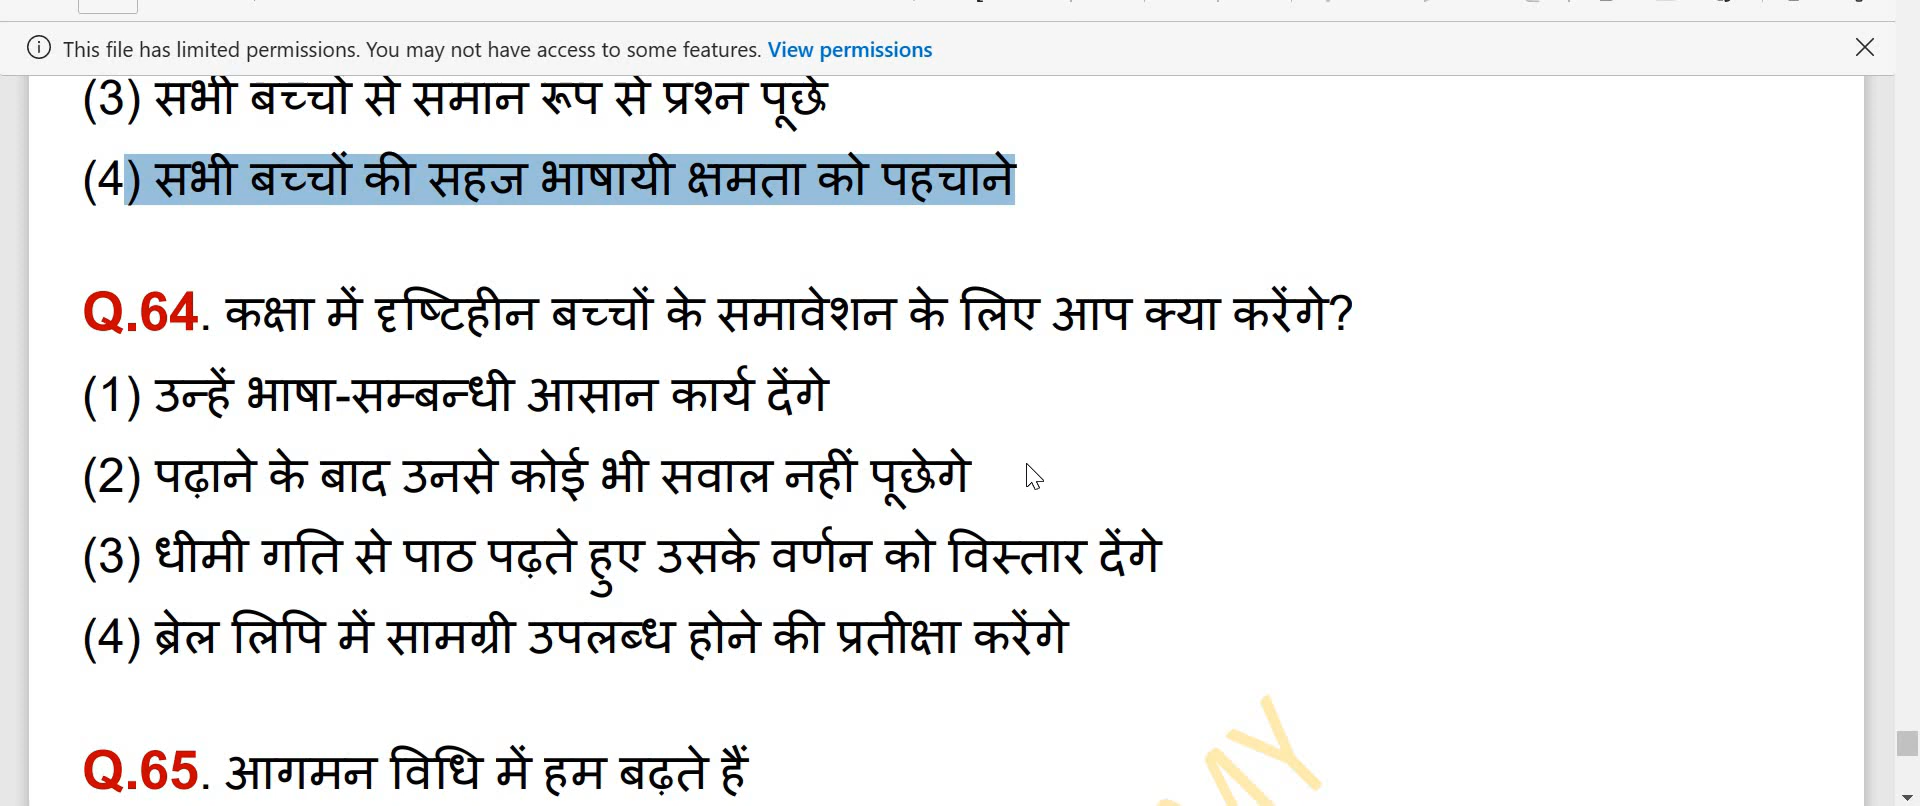 This file has limited permissions. You may not have access to some features. View permissions
(3) सभी बच्चों से समान रूप से प्रश्न पूछें
(4) सभी बच्चों की सहज भाषायी क्षमता को पहचाने
Q.64. कक्षा में दृष्टिहीन बच्चों के समावेशन के लिए आप क्या करेंगे?
(1) उन्हें भाषा-सम्बन्धी आसान कार्य देंगे
(2) पढ़ाने के बाद उनसे कोई भी सवाल नहीं पूछेगे
(3) धीमी गति से पाठ पढ़ते हुए उसके वर्णन को विस्तार देंगे
(4) ब्रेल लिपि में सामग्री उपलब्ध होने की प्रतीक्षा करेंगे
MY
Q.65. आगमन विधि में हम बढ़ते हैं